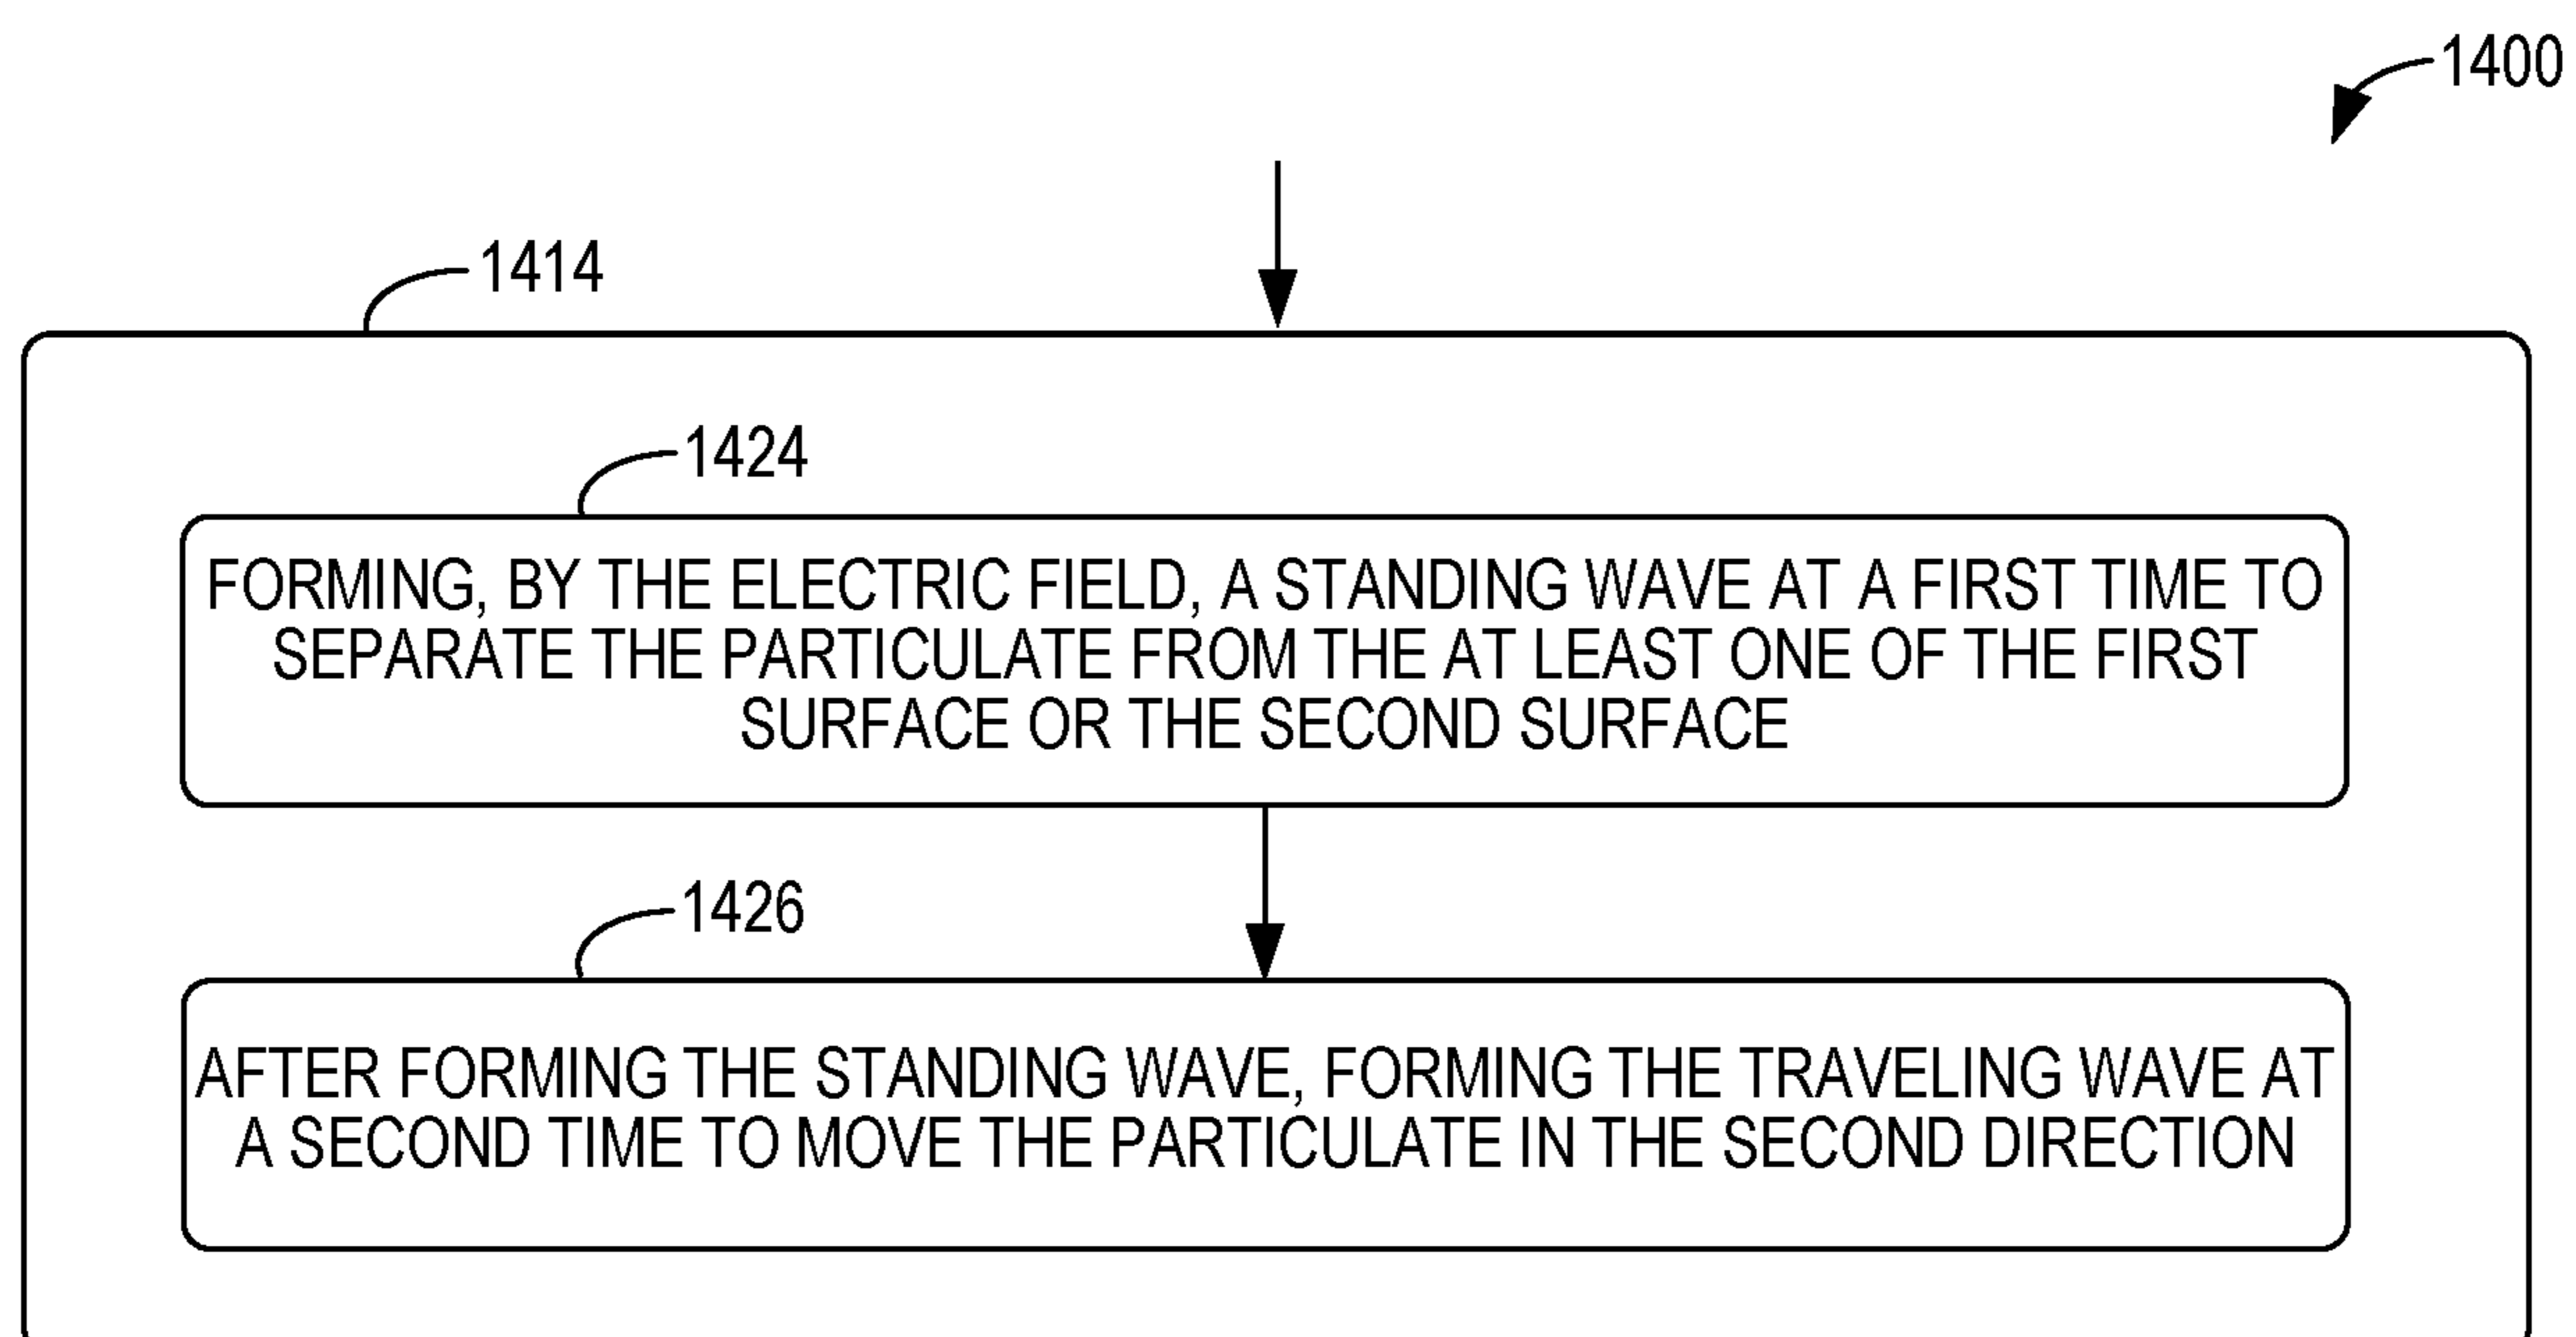 1400
1414
1424
FORMING, BY THE ELECTRIC FIELD, A STANDING WAVE AT A FIRST TIME TO
SEPARATE THE PARTICULATE FROM THE AT LEAST ONE OF THE FIRST
SURFACE OR THE SECOND SURFACE
1426
AFTER FORMING THE STANDING WAVE, FORMING THE TRAVELING WAVE AT
A SECOND TIME TO MOVE THE PARTICULATE IN THE SECOND DIRECTION